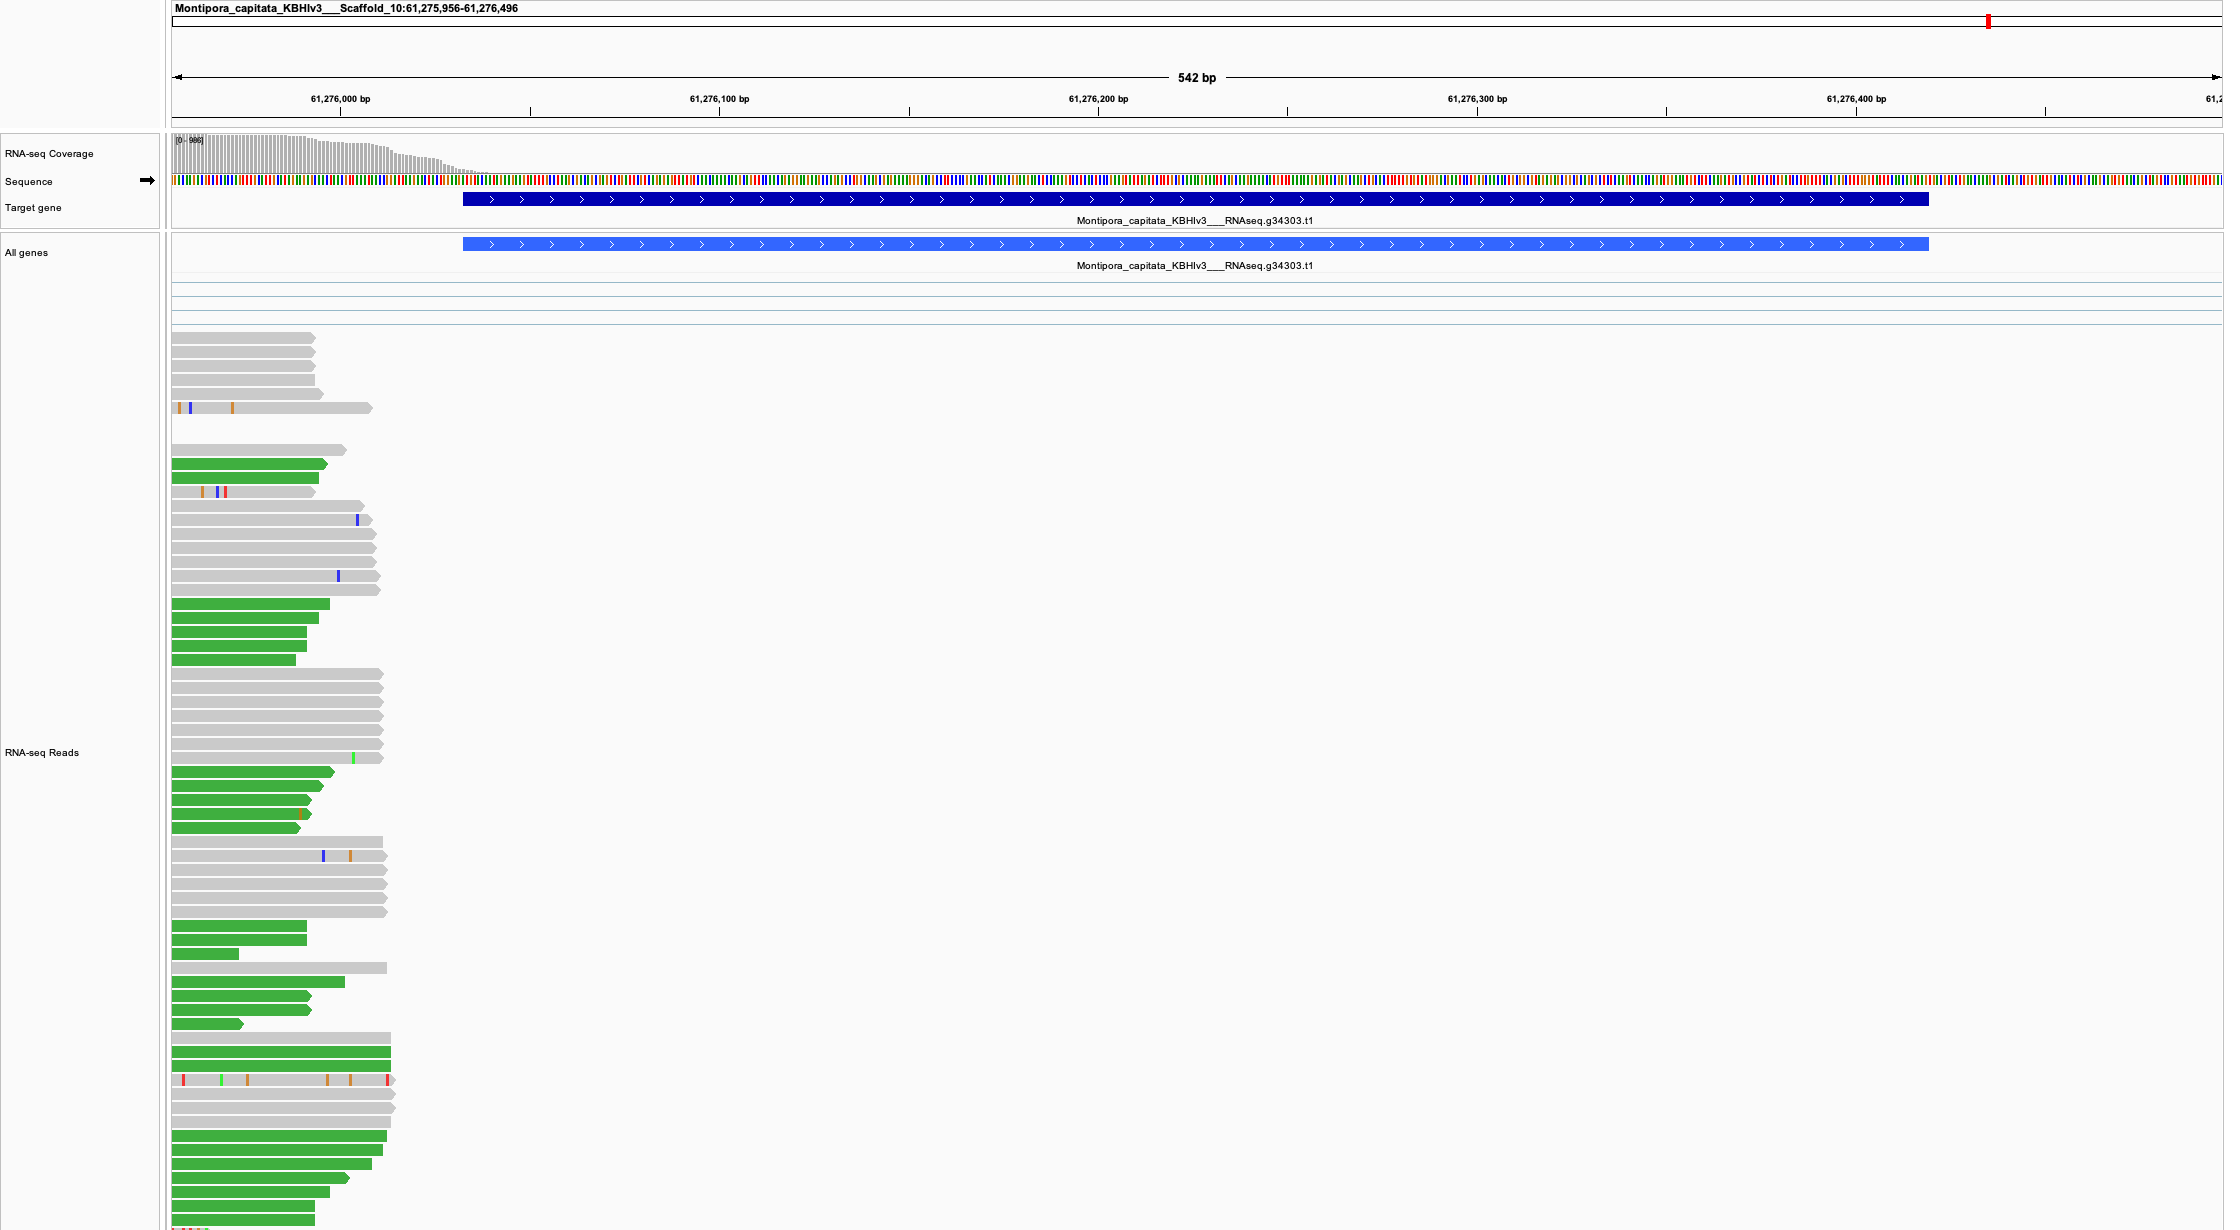 Montipora_capitata_KBHIv3___Scaffold_10:61,275,956-61,276,496
542 bp
61,276,000 bp 61,276,100 bp 61,276,200 bp 61,276,300 bp 61,276,400 bp 61,2
[0 - 986]
RNA-seq Coverage
Sequence
Target gene
Montipora_capitata_KBHIv3___RNAseq.g34303.t1
All genes
Montipora_capitata_KBHIv3___RNAseq.g34303.t1
RNA-seq Reads